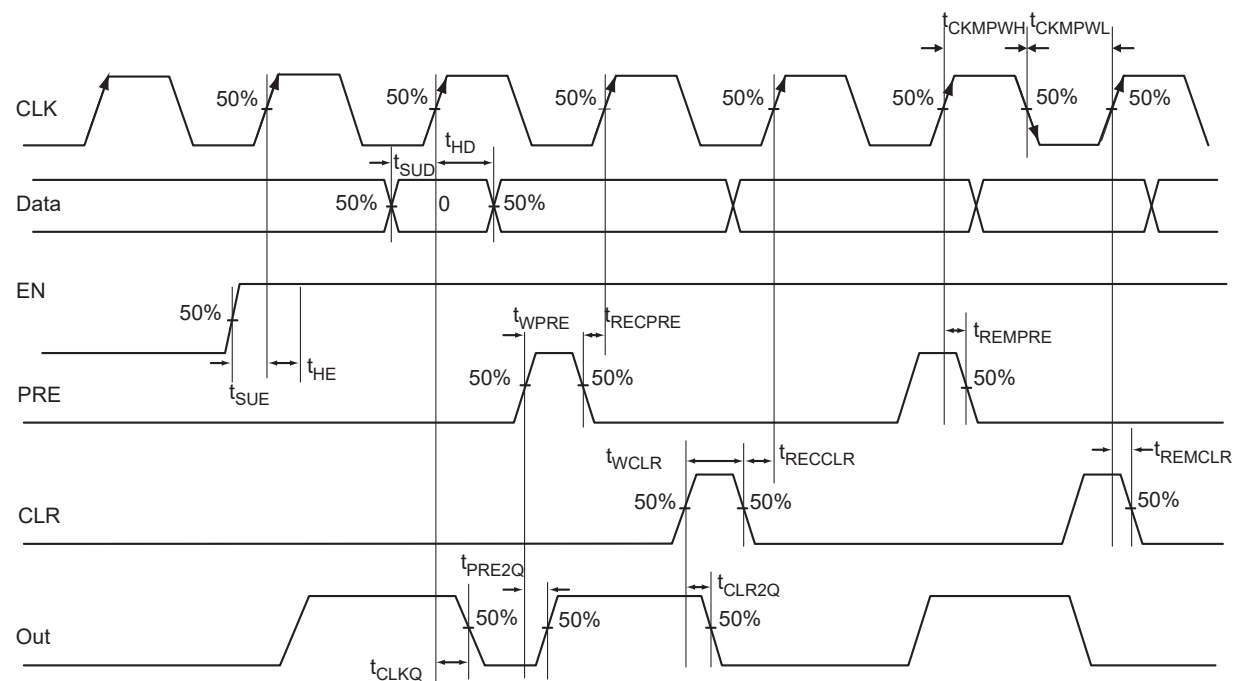 tCKMPWH tCKMPWL
CLK 50% 50% 50% 50% 50% 50% 50%
tSUD tHD
Data 50% 0 50%
EN
50%
tSUE tHE
tWPRE tRECPRE tREMPRE
PRE 50% 50% 50%
tWCLR tRECCLR tREMCLR
CLR 50% 50% 50%
tPRE2Q tCLR2Q
Out 50% 50% 50%
tCLKQ